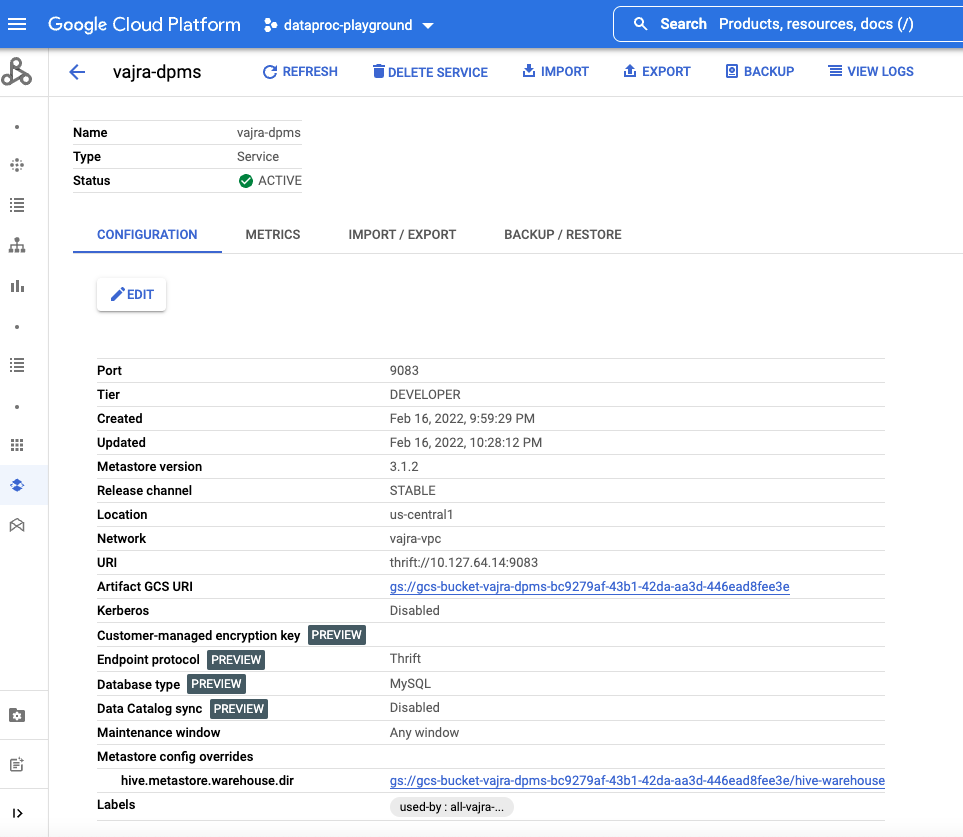 Google Cloud Platform dataproc-playground Search Products, resources, docs (/)
vajra-dpms REFRESH DELETE SERVICE IMPORT EXPORT BACKUP VIEW LOGS
Name vajra-dpms
Type Service
Status ACTIVE
CONFIGURATION METRICS IMPORT / EXPORT BACKUP / RESTORE
EDIT
Port 9083
Tier DEVELOPER
Created Feb 16, 2022, 9:59:29 PM
Updated Feb 16, 2022, 10:28:12 PM
Metastore version 3.1.2
Release channel STABLE
Location us-central1
Network vajra-vpc
URI thrift://10.127.64.14:9083
Artifact GCS URI gs://gcs-bucket-vajra-dpms-bc9279af-43b1-42da-aa3d-446ead8fee3e
Kerberos Disabled
Customer-managed encryption key PREVIEW
Endpoint protocol PREVIEW Thrift
Database type PREVIEW MySQL
Data Catalog sync PREVIEW Disabled
Maintenance window Any window
Metastore config overrides
hive.metastore.warehouse.dir gs://gcs-bucket-vajra-dpms-bc9279af-43b1-42da-aa3d-446ead8fee3e/hive-warehouse
Labels used-by : all-vajra-...